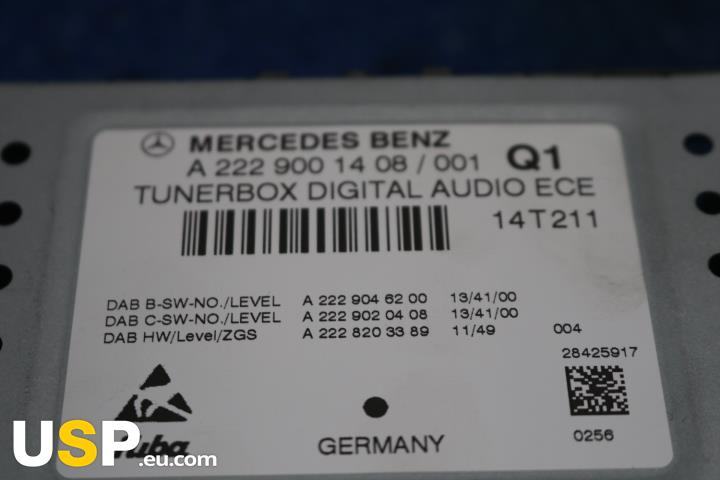 MERCEDES BENZ
A 222 900 14 08 / 001 Q1
TUNERBOX DIGITAL AUDIO ECE
14T211
DAB B-SW-NO./LEVEL A 222 904 62 00 13/41/00
DAB C-SW-NO./LEVEL A 222 902 04 08 13/41/00
DAB HW/Level/ZGS A 222 820 33 89 11/49 004
28425917
0256
GERMANY
USP.eu.com